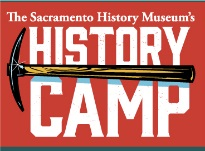 The Sacramento History Museum's
HISTORY
CAMP